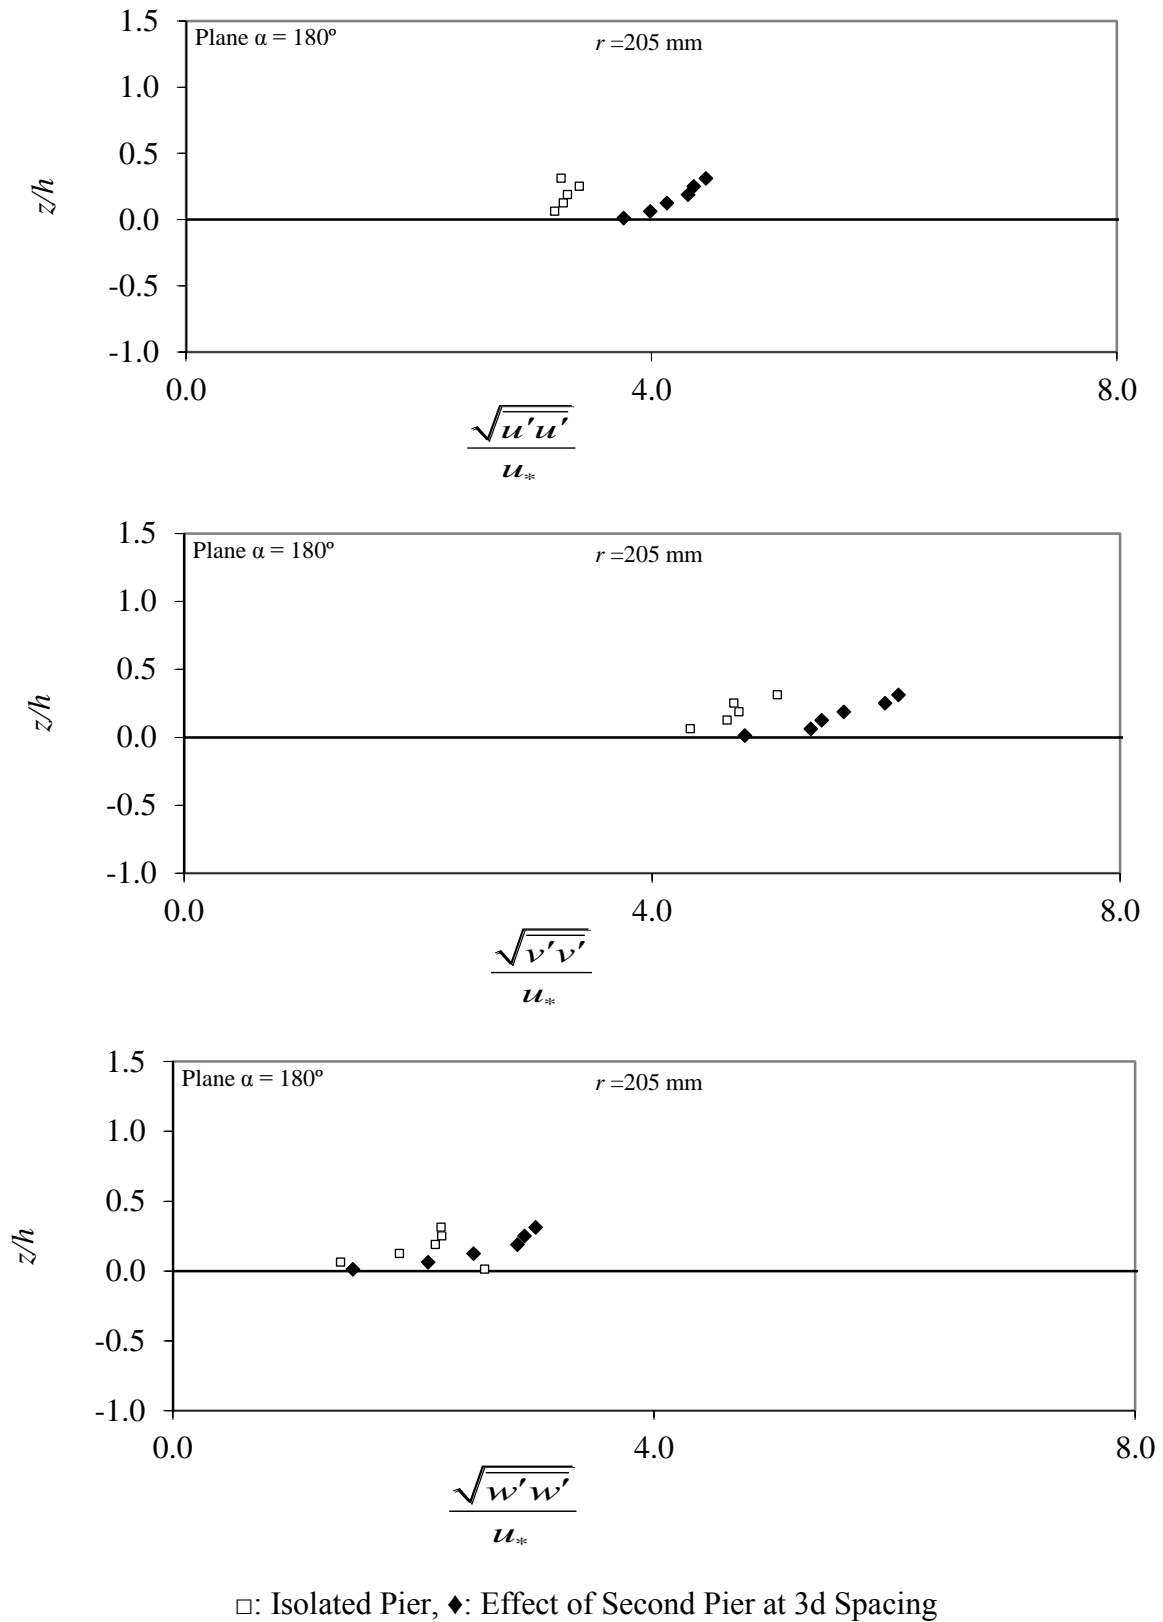 1.5
Plane α = 180º
r =205 mm
1.0
0.5
z/h
0.0
-0.5
-1.0
0.0 4.0 8.0
√u′u′
u*
1.5
Plane α = 180º
r =205 mm
1.0
0.5
z/h
0.0
-0.5
-1.0
0.0 4.0 8.0
√v′v′
u*
1.5
Plane α = 180º
r =205 mm
1.0
0.5
z/h
0.0
-0.5
-1.0
0.0 4.0 8.0
√w′w′
u*
□: Isolated Pier, ♦: Effect of Second Pier at 3d Spacing